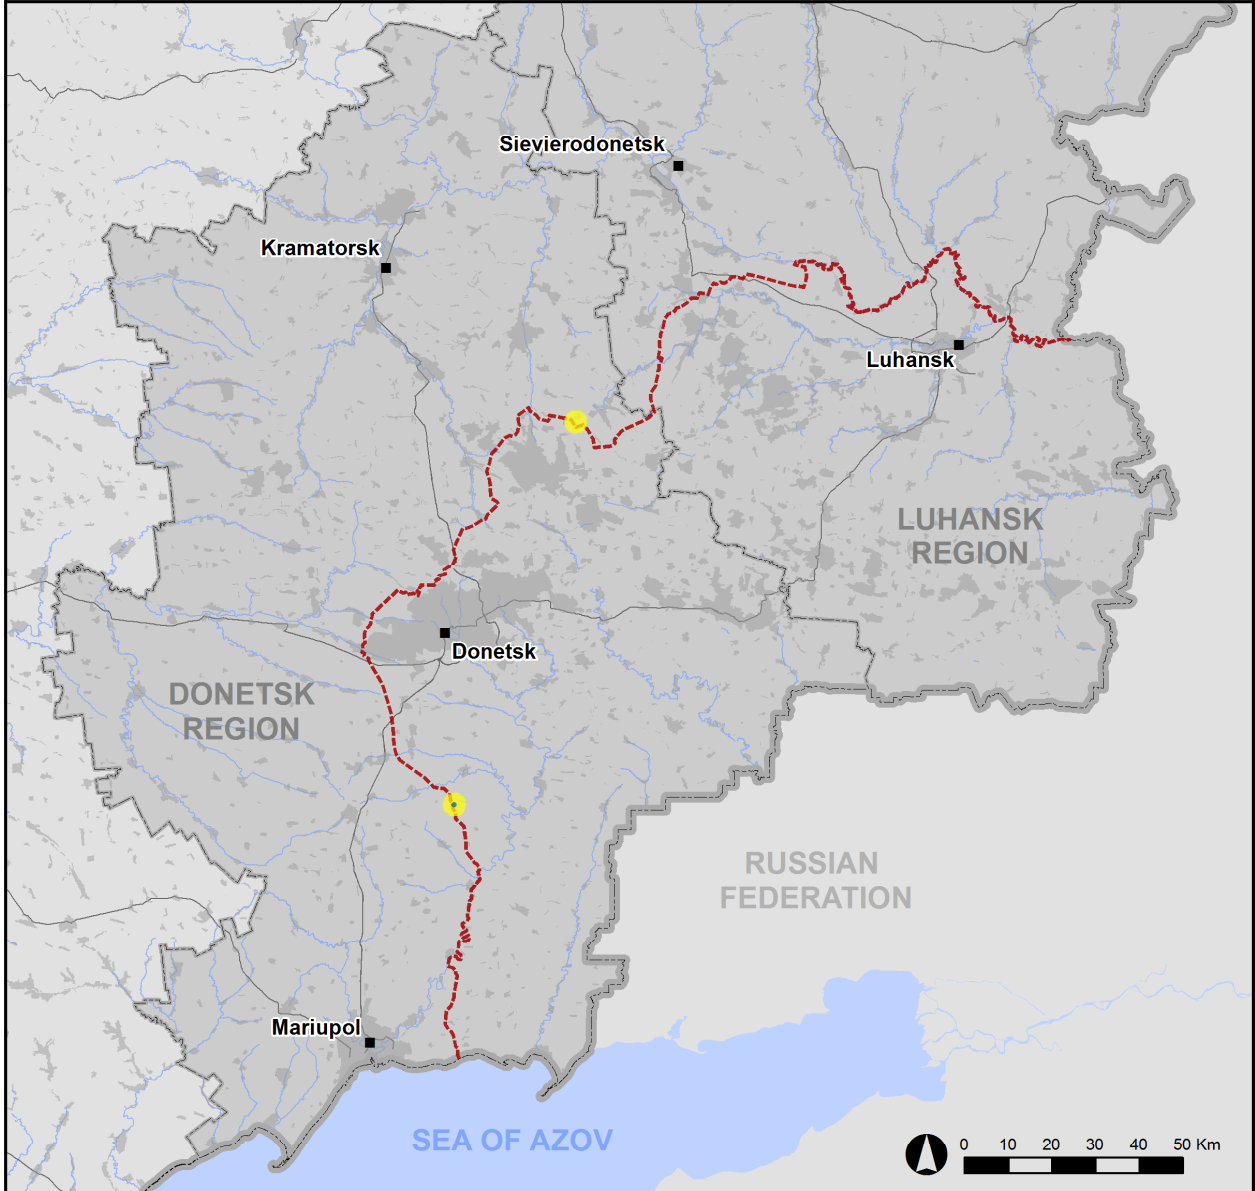 Sievierodonetsk
Kramatorsk
Luhansk
LUHANSK
REGION
Donetsk
DONETSK
REGION
RUSSIAN
FEDERATION
Mariupol
SEA OF AZOV
0 10 20 30 40 50 Km